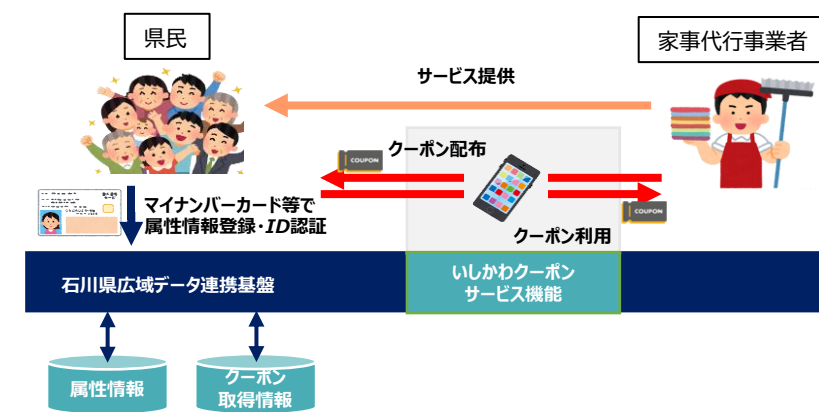 県民
家事代行事業者
サービス提供
クーポン配布
COUPON
マイナンバーカード等で
属性情報登録・ID認証
COUPON
クーポン利用
石川県広域データ連携基盤
いしかわクーポン
サービス機能
属性情報
クーポン
取得情報